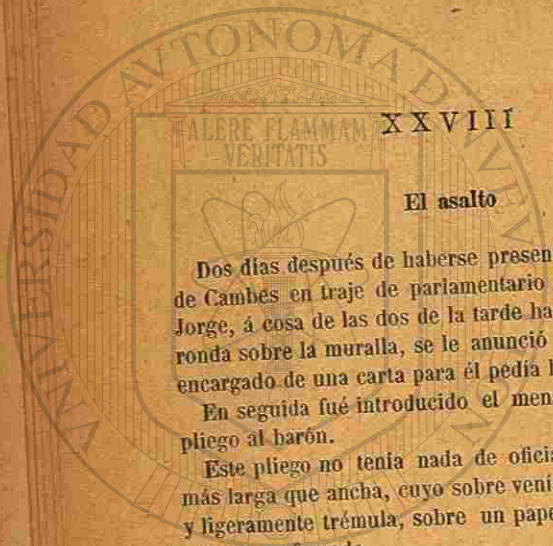 XXVIII
El asalto
Dos días después de haberse presen
de Cambes en traje de parlamentario
Jorge, á cosa de las dos de la tarde ha
ronda sobre la muralla, se le anunció
encargado de una carta para él pedía
En seguida fué introducido el men
pliego al barón.
Este pliego no tenía nada de oficia
más larga que ancha, cuyo sobre veni
y ligeramente trémula, sobre un pape
ALERE FLAMMAM
VERITATIS